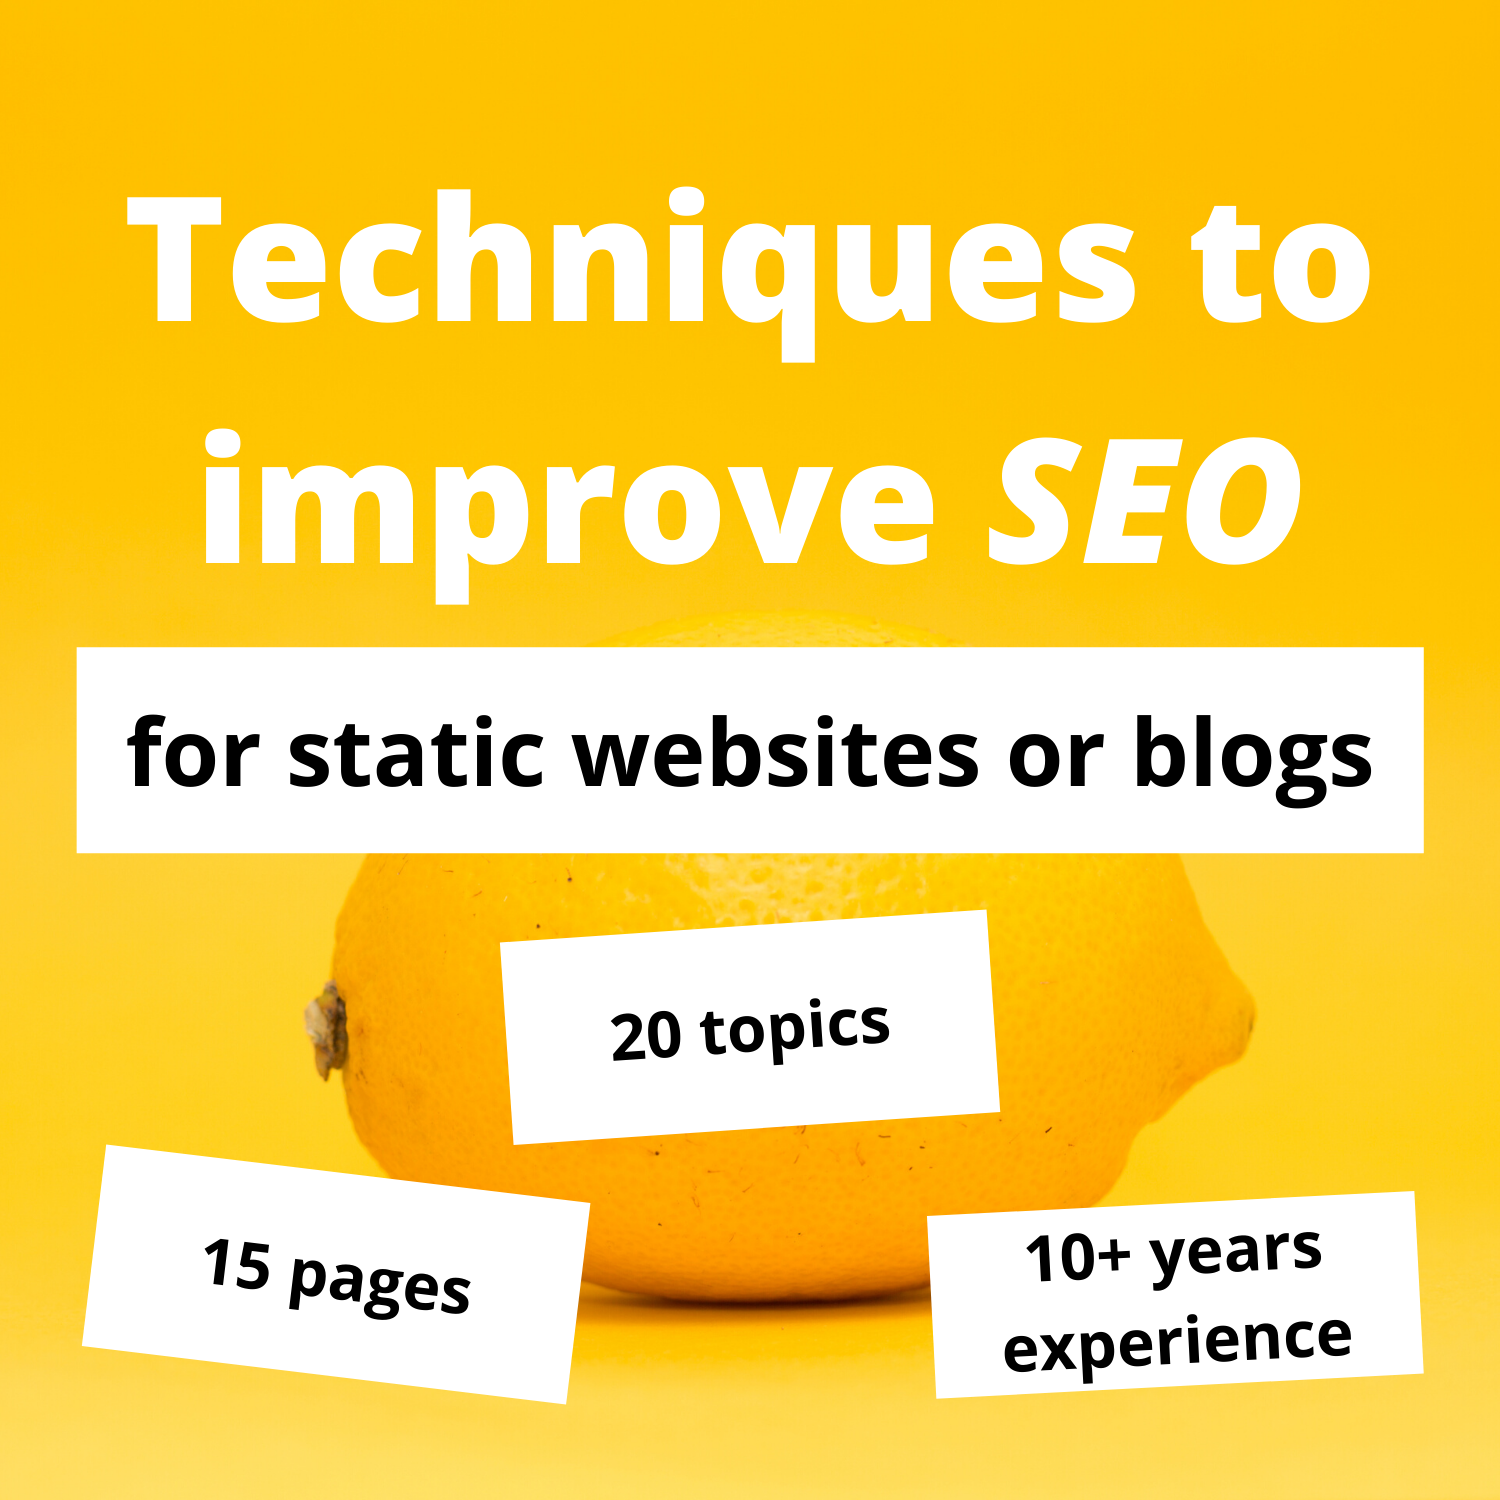 Techniques to
improve SEO
for static websites or blogs
20 topics
15 pages
10+ years
experience